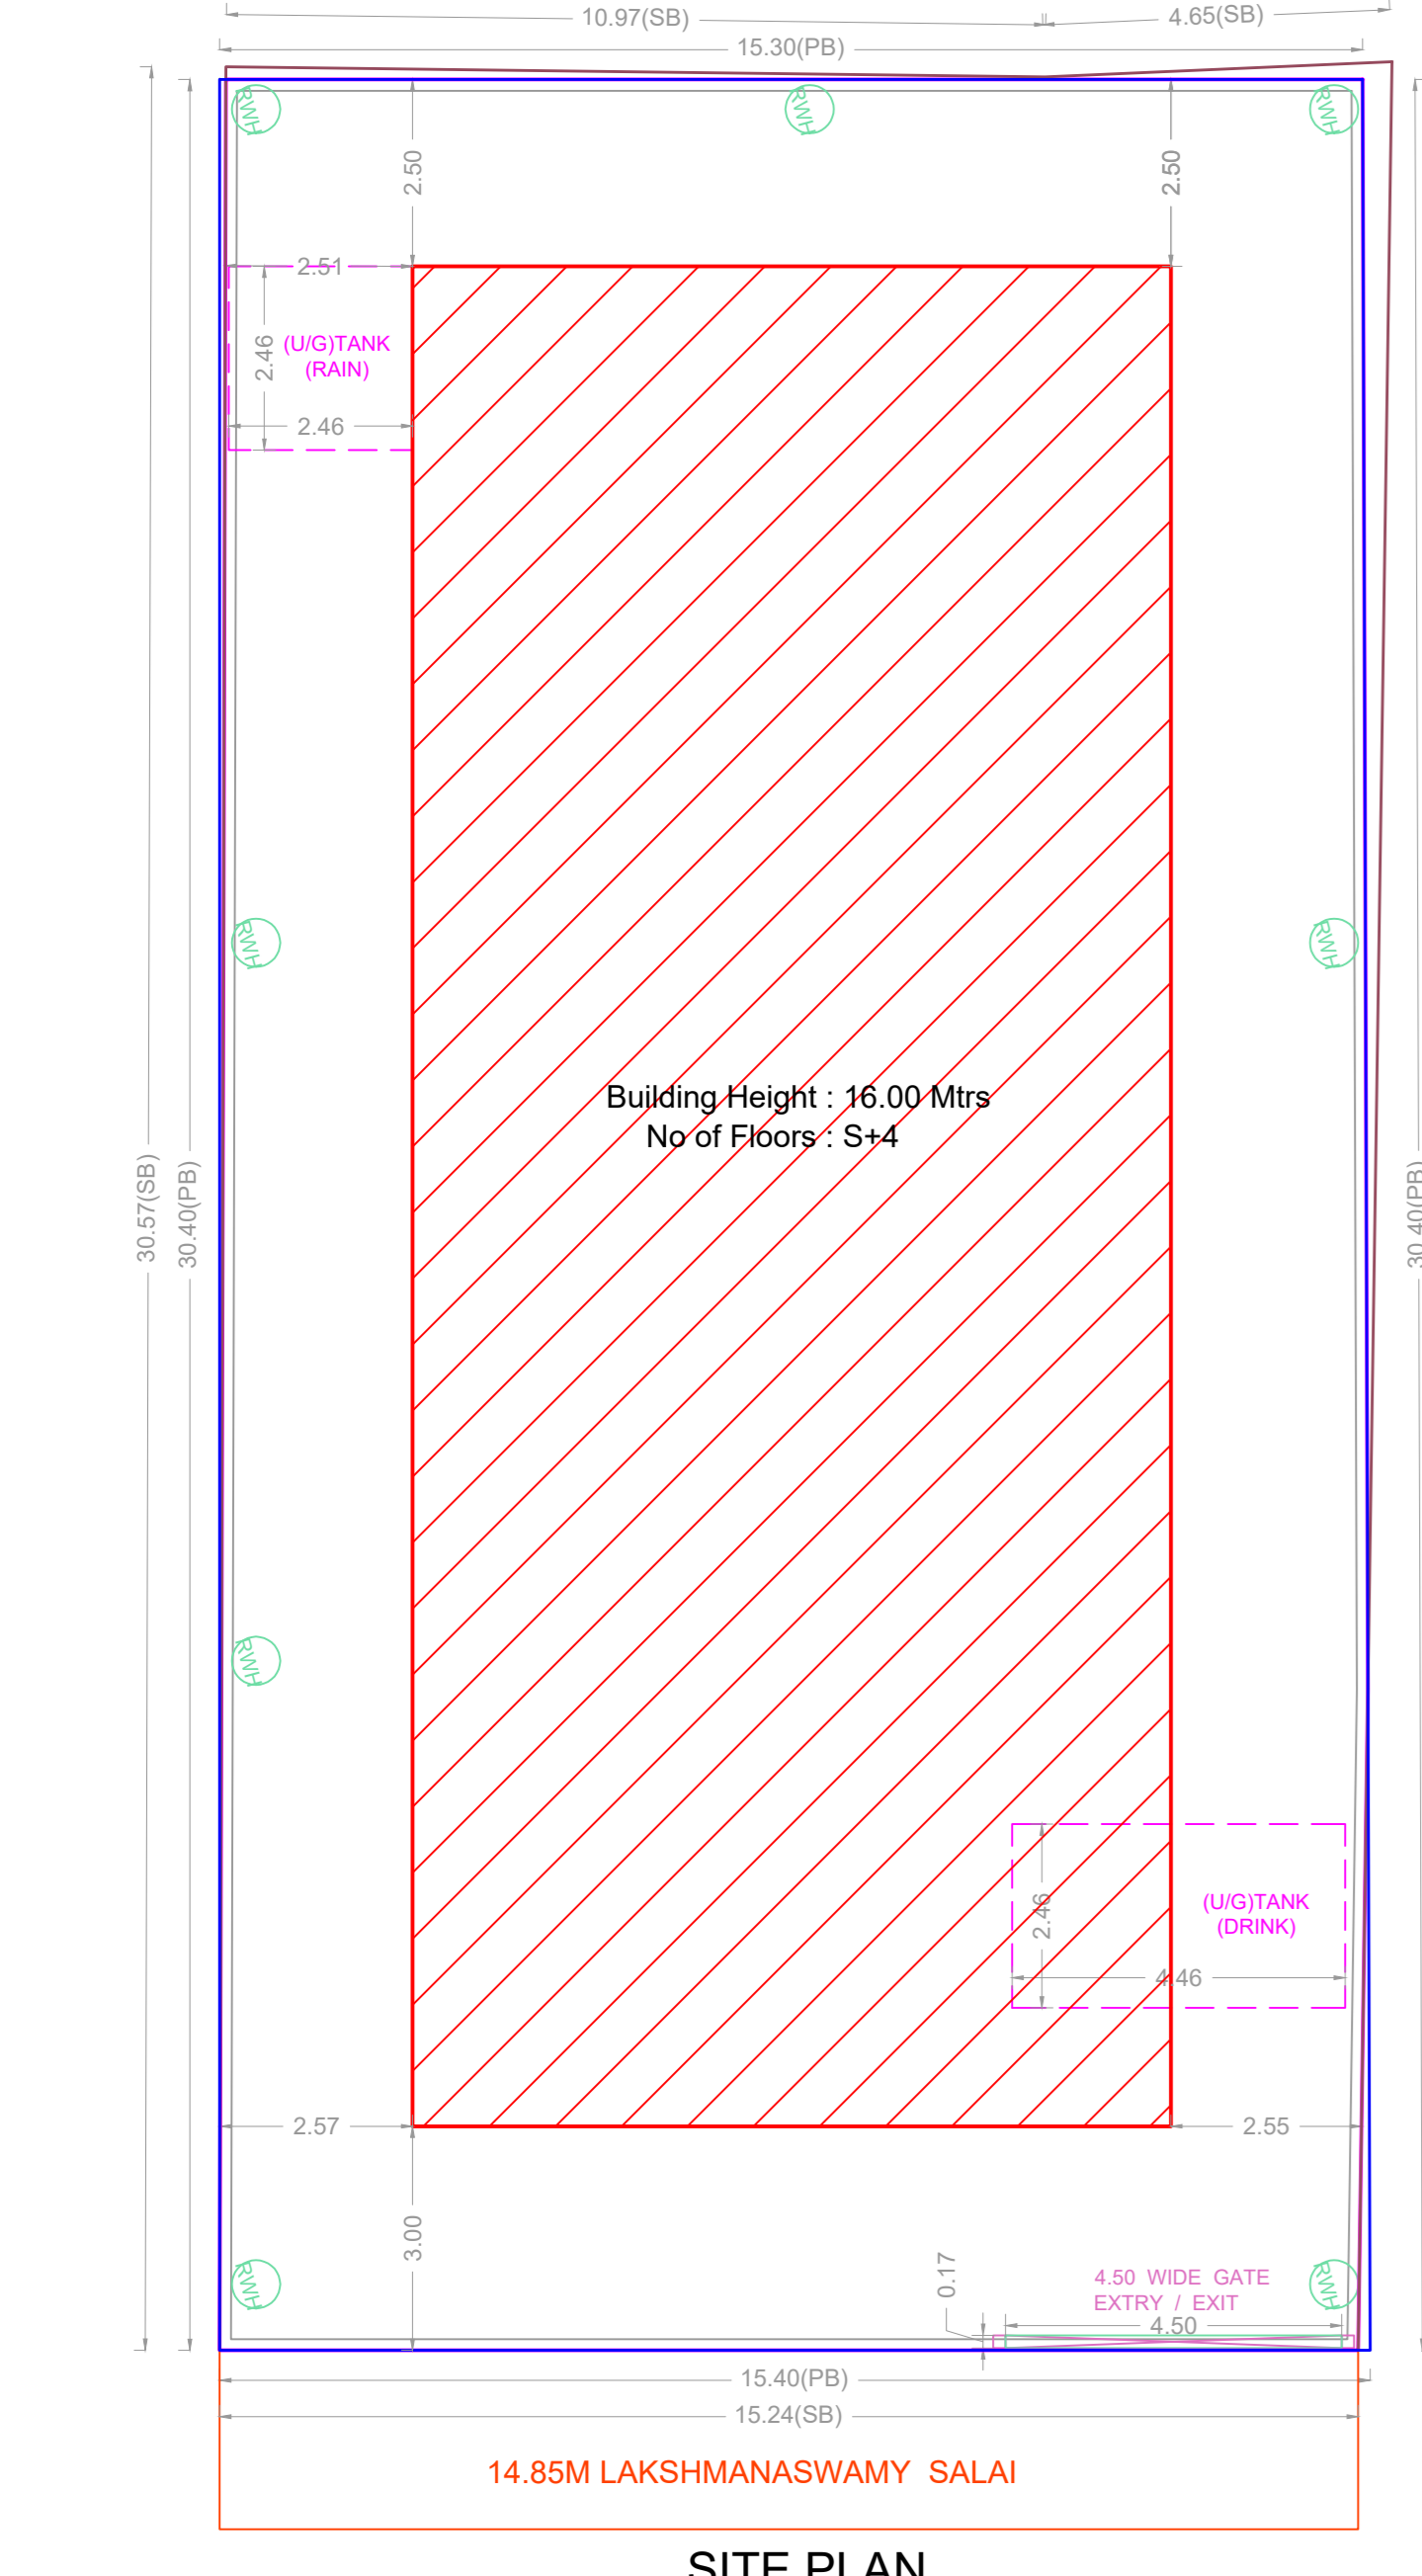 10.97(SB)
4.65(SB)
15.30(PB)
RWH
RWH
RWH
2.50
2.50
2.51
2.46
(U/G)TANK
(RAIN)
2.46
RWH
RWH
Building Height : 16.00 Mtrs
No of Floors : S+4
30.57(SB)
30.40(PB)
30.40(PB)
RWH
2.46
(U/G)TANK
(DRINK)
4.46
2.57
2.55
3.00
0.17
RWH
4.50 WIDE GATE
EXTRY / EXIT
RWH
4.50
15.40(PB)
15.24(SB)
14.85M LAKSHMANASWAMY SALAI
SITE PLAN